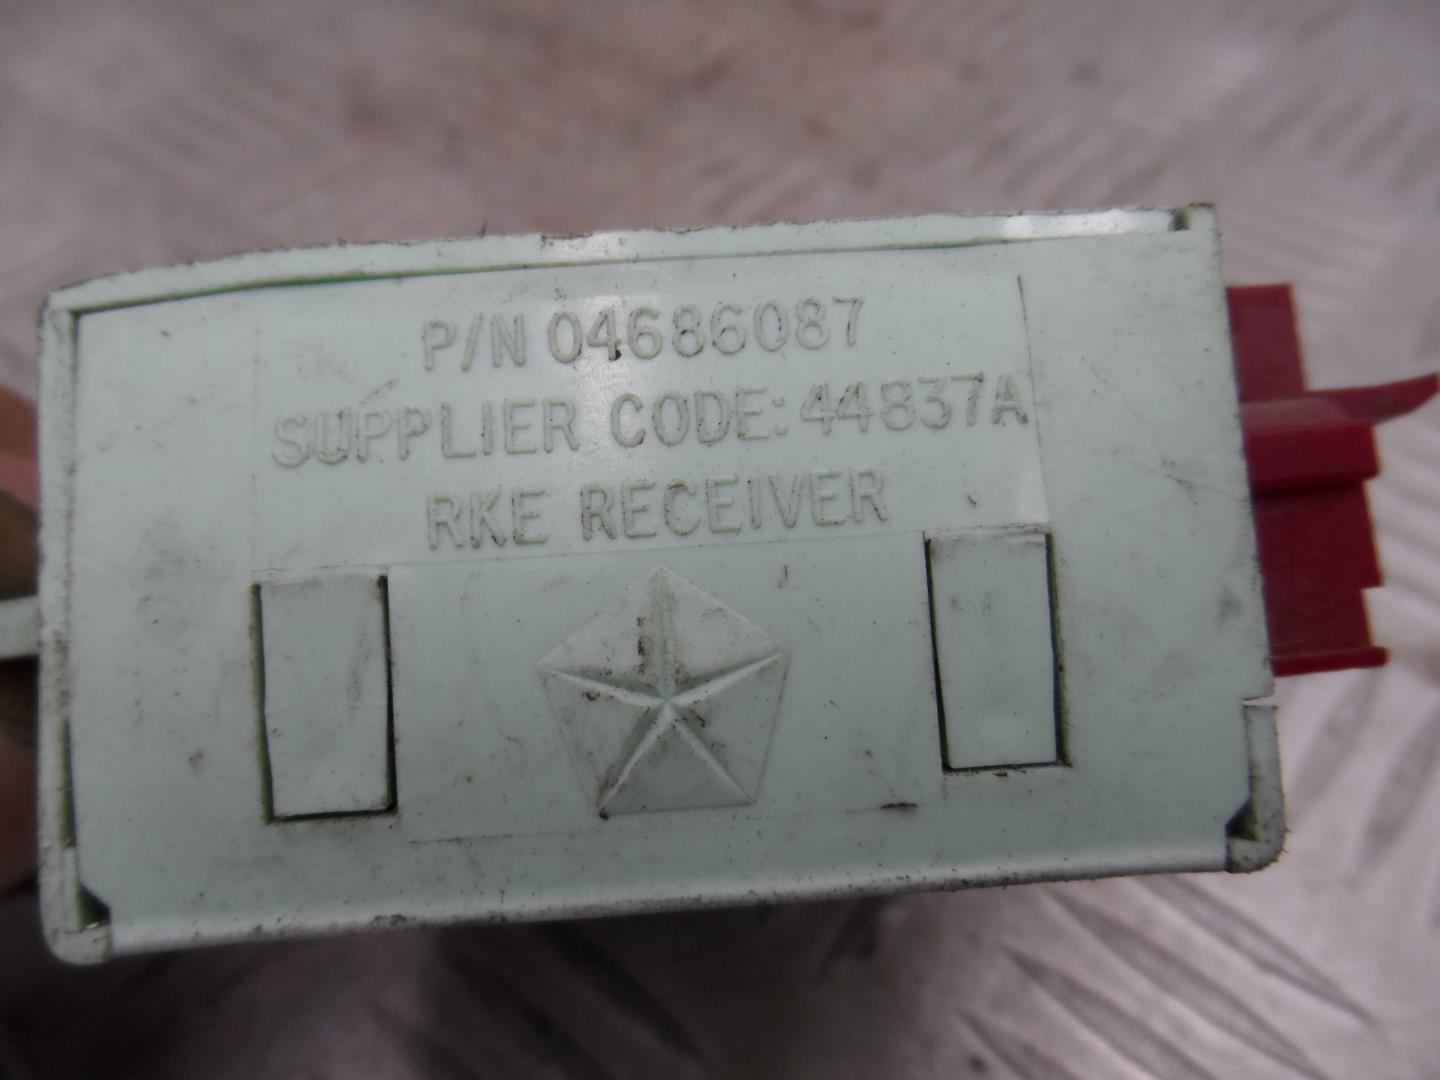 P/N 04686087
SUPPLIER CODE: 44837A
RKE RECEIVER